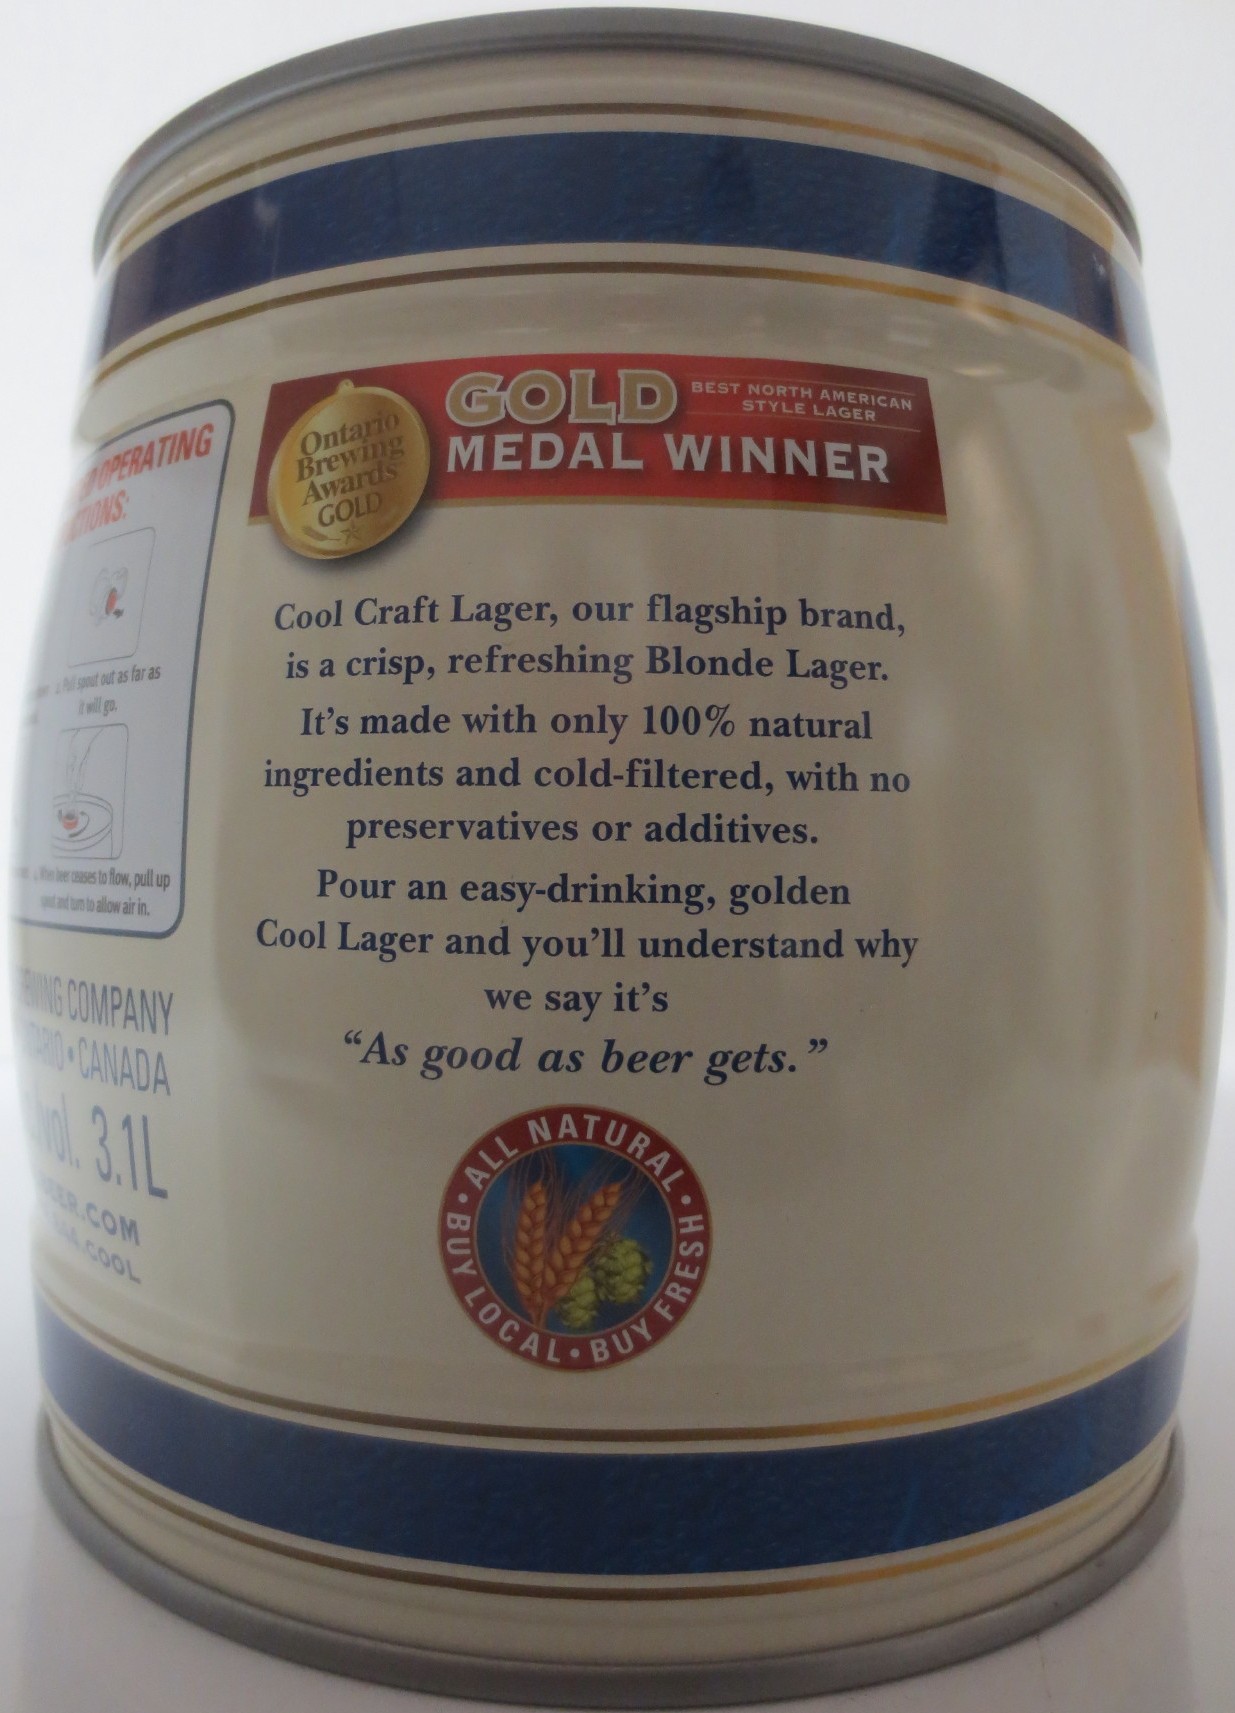 GOLD
MEDAL WINNER
BEST NORTH AMERICAN
STYLE LAGER
Ontario
Brewing
Awards
GOLD
Cool Craft Lager, our flagship brand,
is a crisp, refreshing Blonde Lager.
It's made with only 100% natural
ingredients and cold-filtered, with no
preservatives or additives.
Pour an easy-drinking, golden
Cool Lager and you'll understand why
we say it's
“As good as beer gets.”
ALL NATURAL • BUY FRESH • BUY LOCAL •
OPERATING
Pull spout out as far as
it will go.
When beer ceases to flow, pull up
spout and turn to allow air in.
COMPANY
CANADA
vol. 3.1L
.COM
.COOL